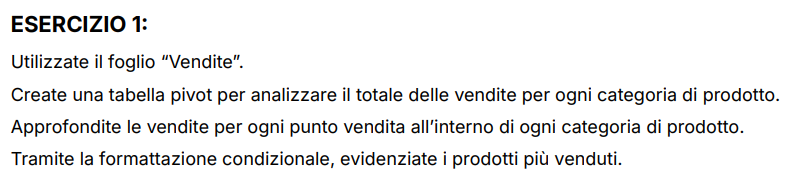 ESERCIZIO 1:
Utilizzate il foglio “Vendite”.
Create una tabella pivot per analizzare il totale delle vendite per ogni categoria di prodotto.
Approfondite le vendite per ogni punto vendita all’interno di ogni categoria di prodotto.
Tramite la formattazione condizionale, evidenziate i prodotti più venduti.